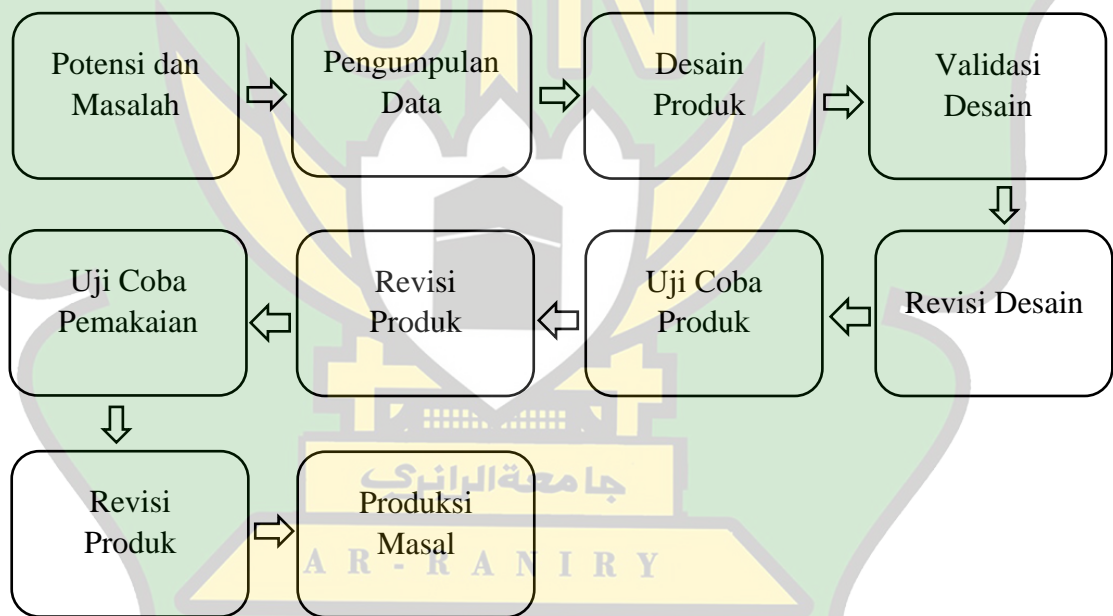 UIN
Potensi dan
Masalah
Pengumpulan
Data
Desain
Produk
Validasi
Desain
Uji Coba
Pemakaian
Revisi
Produk
Uji Coba
Produk
Revisi Desain
Revisi
Produk
Produksi
Masal
جامعة الرانري
AR-RANIRY